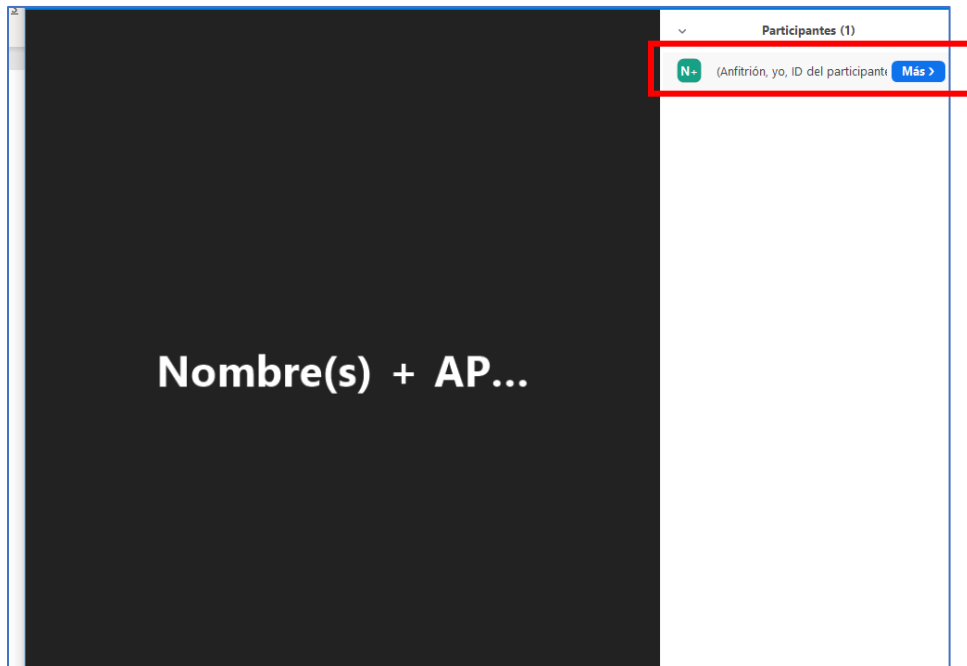 Participantes (1)
N+ (Anfitrión, yo, ID del participante Más >
Nombre(s) + AP...